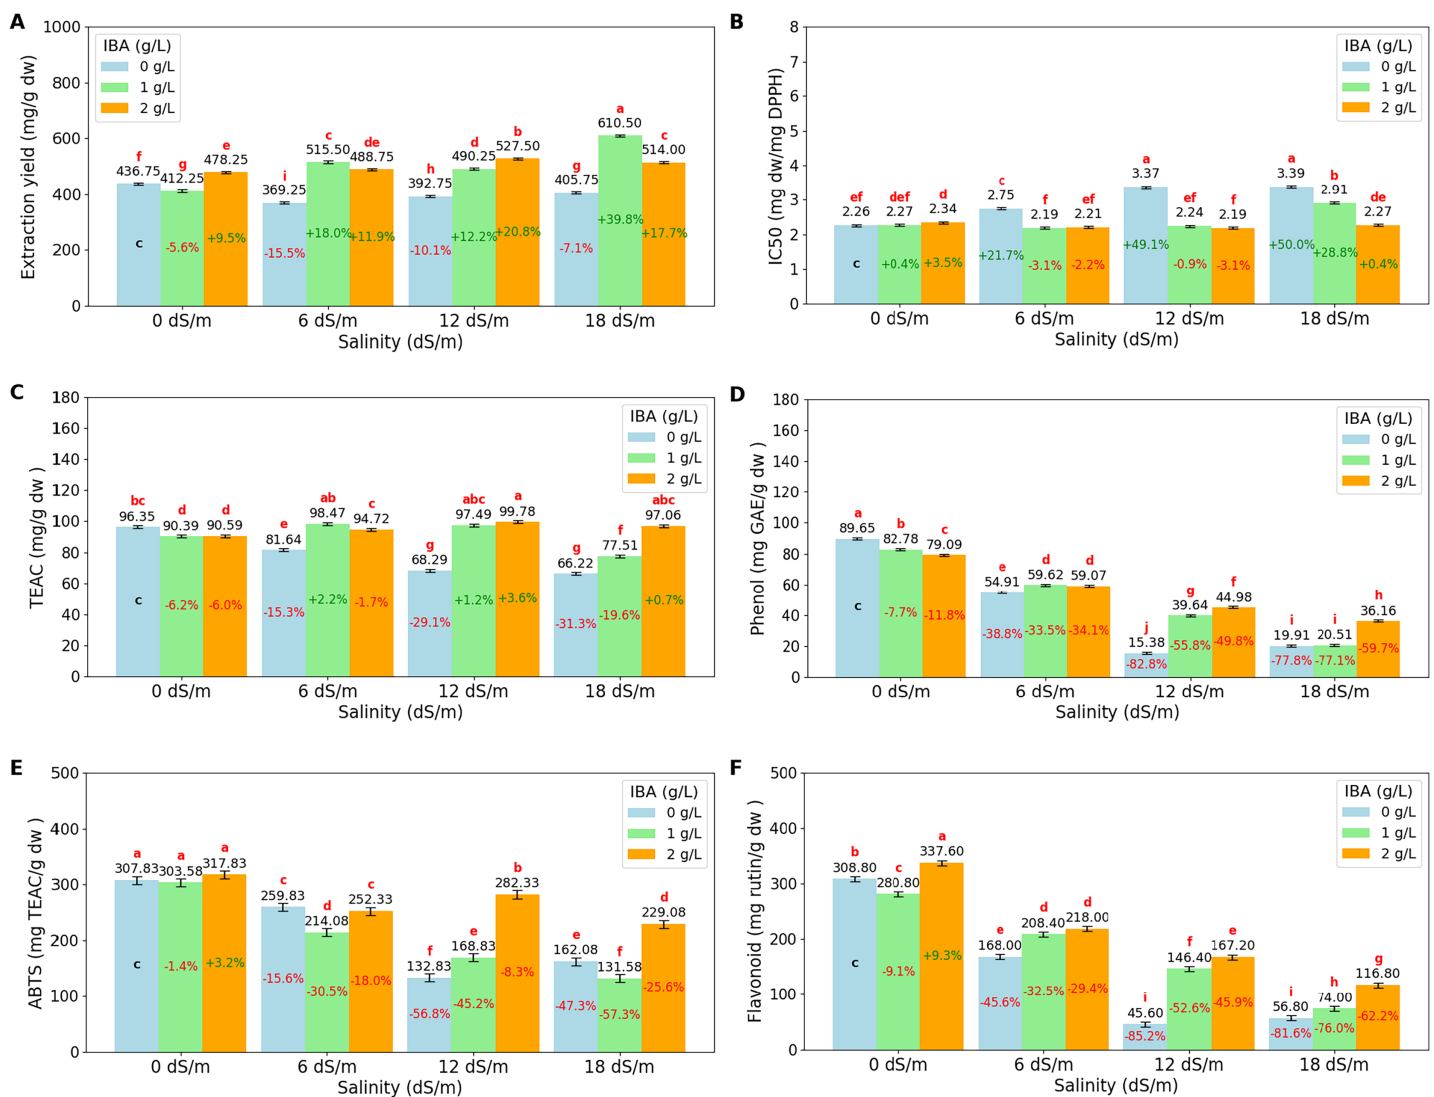 A
Extraction yield (mg/g dw)
1000
800
600
400
200
0
IBA (g/L)
0 g/L
1 g/L
2 g/L
f
436.75
c
g
412.25
-5.6%
e
478.25
+9.5%
i
369.25
-15.5%
c
515.50
+18.0%
de
488.75
+11.9%
h
392.75
-10.1%
d
490.25
+12.2%
b
527.50
+20.8%
g
405.75
-7.1%
a
610.50
+39.8%
c
514.00
+17.7%
0 dS/m
6 dS/m
12 dS/m
18 dS/m
Salinity (dS/m)
B
IC50 (mg dw/mg DPPH)
8
7
6
5
4
3
2
1
0
IBA (g/L)
0 g/L
1 g/L
2 g/L
ef
2.26
c
def
2.27
+0.4%
d
2.34
+3.5%
c
2.75
+21.7%
f
2.19
-3.1%
ef
2.21
-2.2%
a
3.37
+49.1%
ef
2.24
-0.9%
f
2.19
-3.1%
a
3.39
+50.0%
b
2.91
+28.8%
de
2.27
+0.4%
0 dS/m
6 dS/m
12 dS/m
18 dS/m
Salinity (dS/m)
C
TEAC (mg/g dw )
180
160
140
120
100
80
60
40
20
0
IBA (g/L)
0 g/L
1 g/L
2 g/L
bc
96.35
c
d
90.39
-6.2%
d
90.59
-6.0%
e
81.64
-15.3%
ab
98.47
+2.2%
c
94.72
-1.7%
g
68.29
-29.1%
abc
97.49
+1.2%
a
99.78
+3.6%
g
66.22
-31.3%
f
77.51
-19.6%
abc
97.06
+0.7%
0 dS/m
6 dS/m
12 dS/m
18 dS/m
Salinity (dS/m)
D
Phenol (mg GAE/g dw )
180
160
140
120
100
80
60
40
20
0
IBA (g/L)
0 g/L
1 g/L
2 g/L
a
89.65
c
b
82.78
-7.7%
c
79.09
-11.8%
e
54.91
-38.8%
d
59.62
-33.5%
d
59.07
-34.1%
j
15.38
-82.8%
g
39.64
-55.8%
f
44.98
-49.8%
i
19.91
-77.8%
i
20.51
-77.1%
h
36.16
-59.7%
0 dS/m
6 dS/m
12 dS/m
18 dS/m
Salinity (dS/m)
E
ABTS (mg TEAC/g dw )
500
400
300
200
100
0
IBA (g/L)
0 g/L
1 g/L
2 g/L
a
307.83
c
a
303.58
-1.4%
a
317.83
+3.2%
c
259.83
-15.6%
d
214.08
-30.5%
c
252.33
-18.0%
f
132.83
-56.8%
e
168.83
-45.2%
b
282.33
-8.3%
e
162.08
-47.3%
f
131.58
-57.3%
d
229.08
-25.6%
0 dS/m
6 dS/m
12 dS/m
18 dS/m
Salinity (dS/m)
F
Flavonoid (mg rutin/g dw )
500
400
300
200
100
0
IBA (g/L)
0 g/L
1 g/L
2 g/L
b
308.80
c
c
280.80
-9.1%
a
337.60
+9.3%
e
168.00
-45.6%
d
208.40
-32.5%
d
218.00
-29.4%
i
45.60
-85.2%
f
146.40
-52.6%
e
167.20
-45.9%
i
56.80
-81.6%
h
74.00
-76.0%
g
116.80
-62.2%
0 dS/m
6 dS/m
12 dS/m
18 dS/m
Salinity (dS/m)